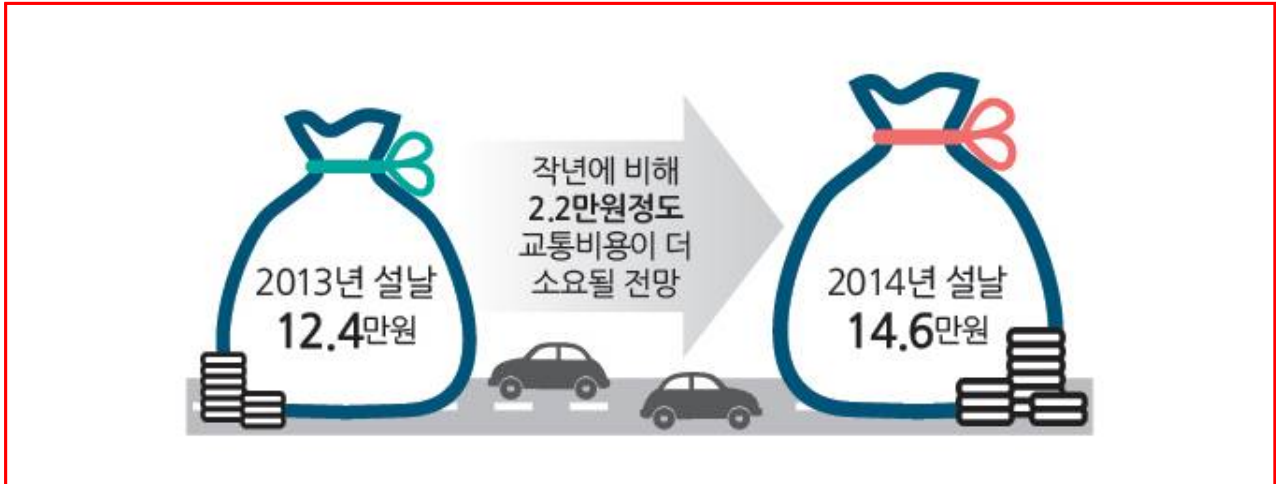 작년에 비해
2.2만원정도
교통비용이 더
소요될 전망
2013년 설날
12.4만원
2014년 설날
14.6만원